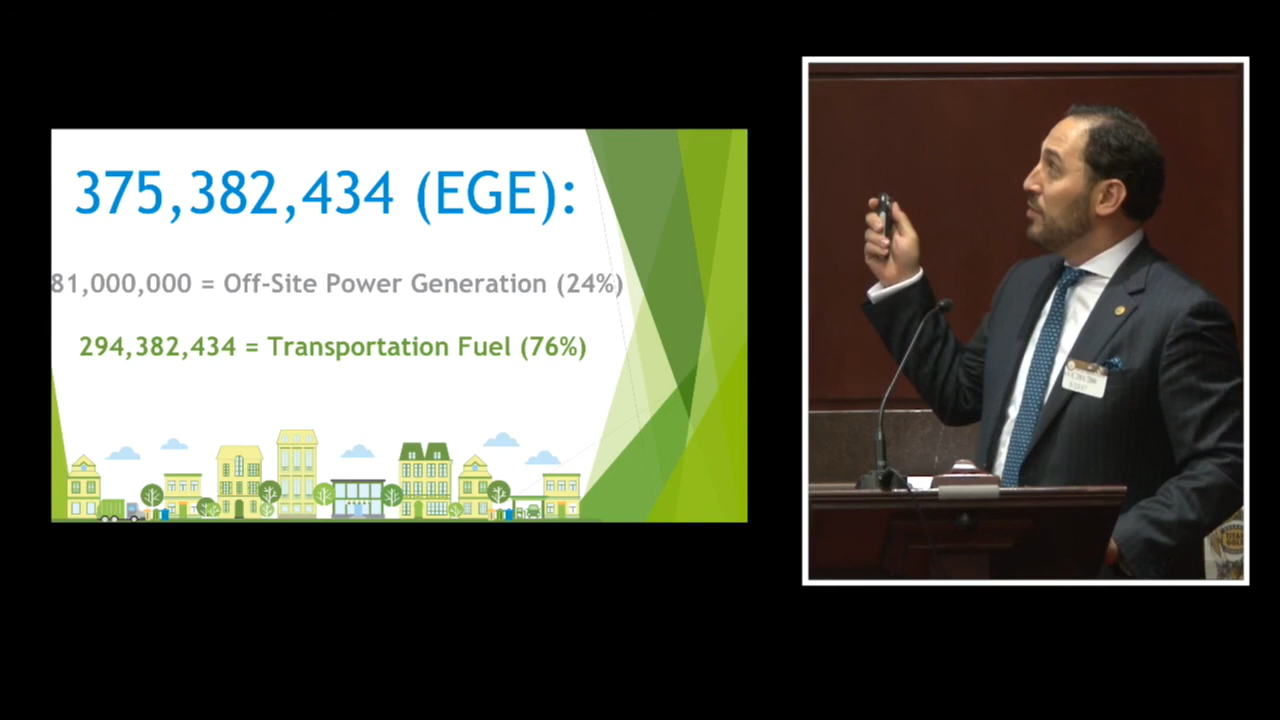 375,382,434 (EGE):
81,000,000 = Off-Site Power Generation (24%)
294,382,434 = Transportation Fuel (76%)